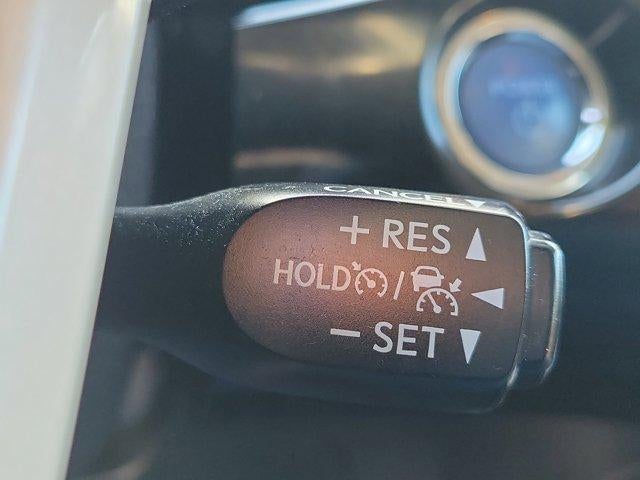 CANCEL
+ RES
HOLD /
− SET